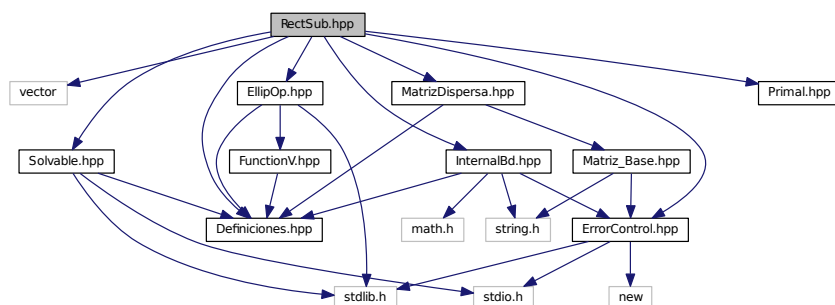 RectSub.hpp
vector
EllipOp.hpp
MatrizDispersa.hpp
Primal.hpp
Solvable.hpp
FunctionV.hpp
InternalBd.hpp
Matriz_Base.hpp
Definiciones.hpp
math.h
string.h
ErrorControl.hpp
stdlib.h
stdio.h
new